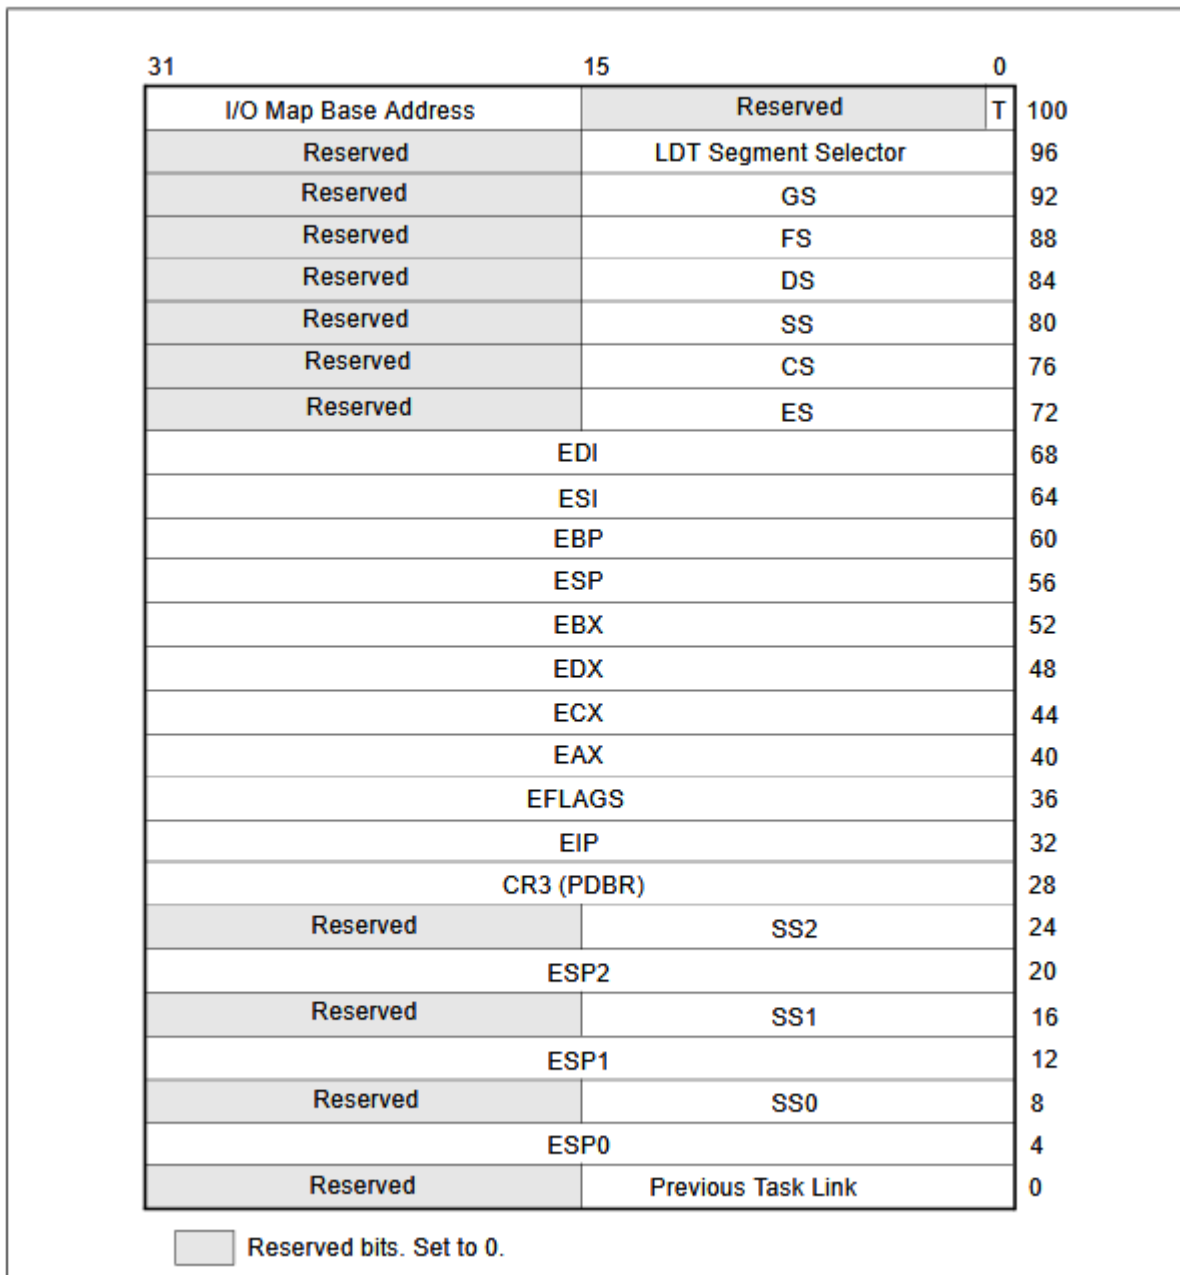 31 15 0
I/O Map Base Address Reserved T 100
Reserved LDT Segment Selector 96
Reserved GS 92
Reserved FS 88
Reserved DS 84
Reserved SS 80
Reserved CS 76
Reserved ES 72
EDI 68
ESI 64
EBP 60
ESP 56
EBX 52
EDX 48
ECX 44
EAX 40
EFLAGS 36
EIP 32
CR3 (PDBR) 28
Reserved SS2 24
ESP2 20
Reserved SS1 16
ESP1 12
Reserved SS0 8
ESP0 4
Reserved Previous Task Link 0
Reserved bits. Set to 0.